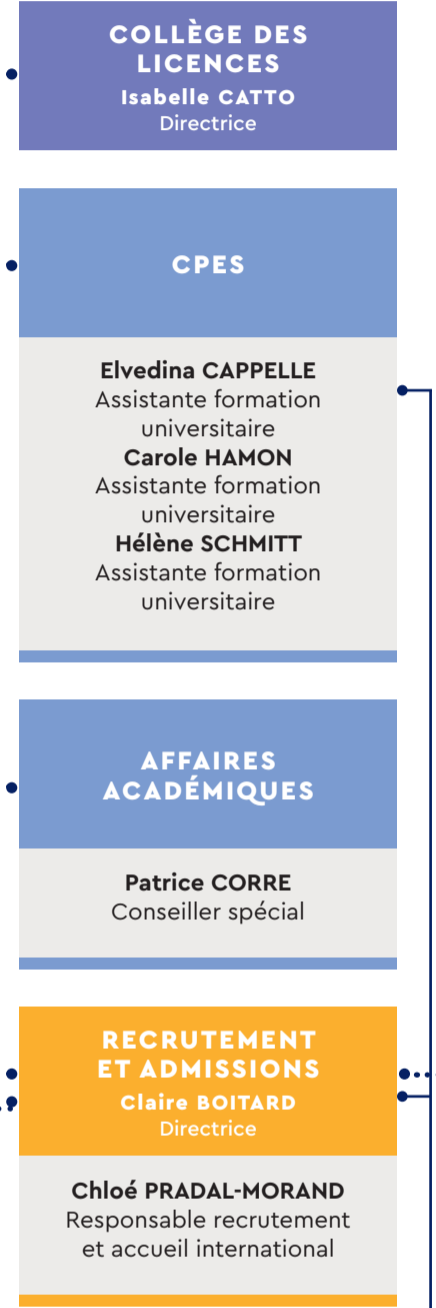 COLLÈGE DES
LICENCES
Isabelle CATTO
Directrice
CPES
Elvedina CAPPELLE
Assistante formation
universitaire
Carole HAMON
Assistante formation
universitaire
Hélène SCHMITT
Assistante formation
universitaire
AFFAIRES
ACADÉMIQUES
Patrice CORRE
Conseiller spécial
RECRUTEMENT
ET ADMISSIONS
Claire BOITARD
Directrice
Chloé PRADAL-MORAND
Responsable recrutement
et accueil international